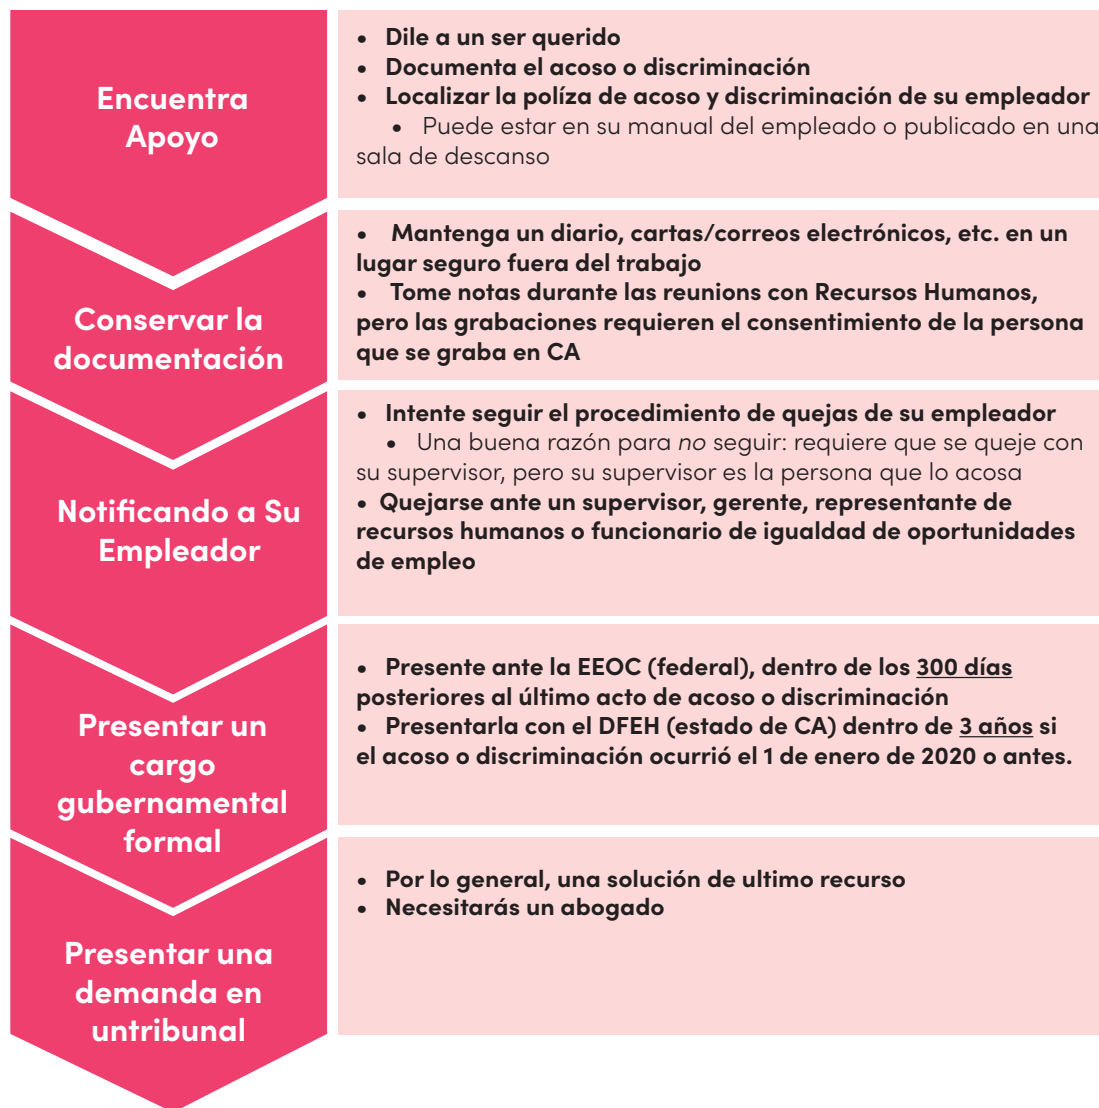 Encuentra
Apoyo
• Dile a un ser querido
• Documenta el acoso o discriminación
• Localizar la políza de acoso y discriminación de su empleador
• Puede estar en su manual del empleado o publicado en una
sala de descanso
Conservar la
documentación
• Mantenga un diario, cartas/correos electrónicos, etc. en un
lugar seguro fuera del trabajo
• Tome notas durante las reunions con Recursos Humanos,
pero las grabaciones requieren el consentimiento de la persona
que se graba en CA
Notificando a Su
Empleador
• Intente seguir el procedimiento de quejas de su empleador
• Una buena razón para no seguir: requiere que se queje con
su supervisor, pero su supervisor es la persona que lo acosa
• Quejarse ante un supervisor, gerente, representante de
recursos humanos o funcionario de igualdad de oportunidades
de empleo
Presentar un
cargo
gubernamental
formal
• Presente ante la EEOC (federal), dentro de los 300 días
posteriores al último acto de acoso o discriminación
• Presentarla con el DFEH (estado de CA) dentro de 3 años si
el acoso o discriminación ocurrió el 1 de enero de 2020 o antes.
Presentar una
demanda en
untribunal
• Por lo general, una solución de ultimo recurso
• Necesitarás un abogado